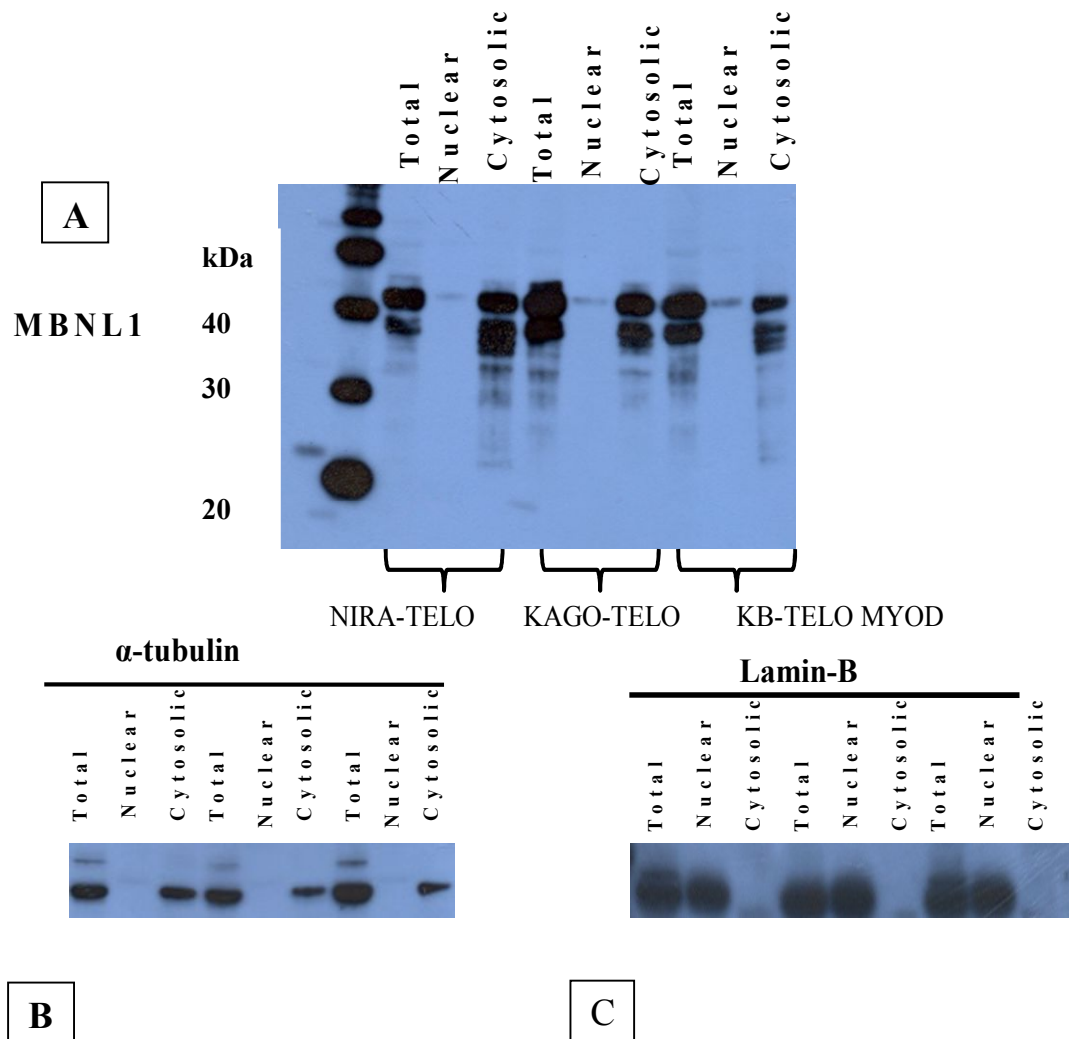 Total
Nuclear
Cytosolic
Total
Nuclear
Cytosolic
Total
Nuclear
Cytosolic
A
kDa
MBNL1
40
30
20
NIRA-TELO KAGO-TELO KB-TELO MYOD
α-tubulin
Total
Nuclear
Cytosolic
Total
Nuclear
Cytosolic
Total
Nuclear
Cytosolic
B
Lamin-B
Total
Nuclear
Cytosolic
Total
Nuclear
Cytosolic
Total
Nuclear
Cytosolic
C